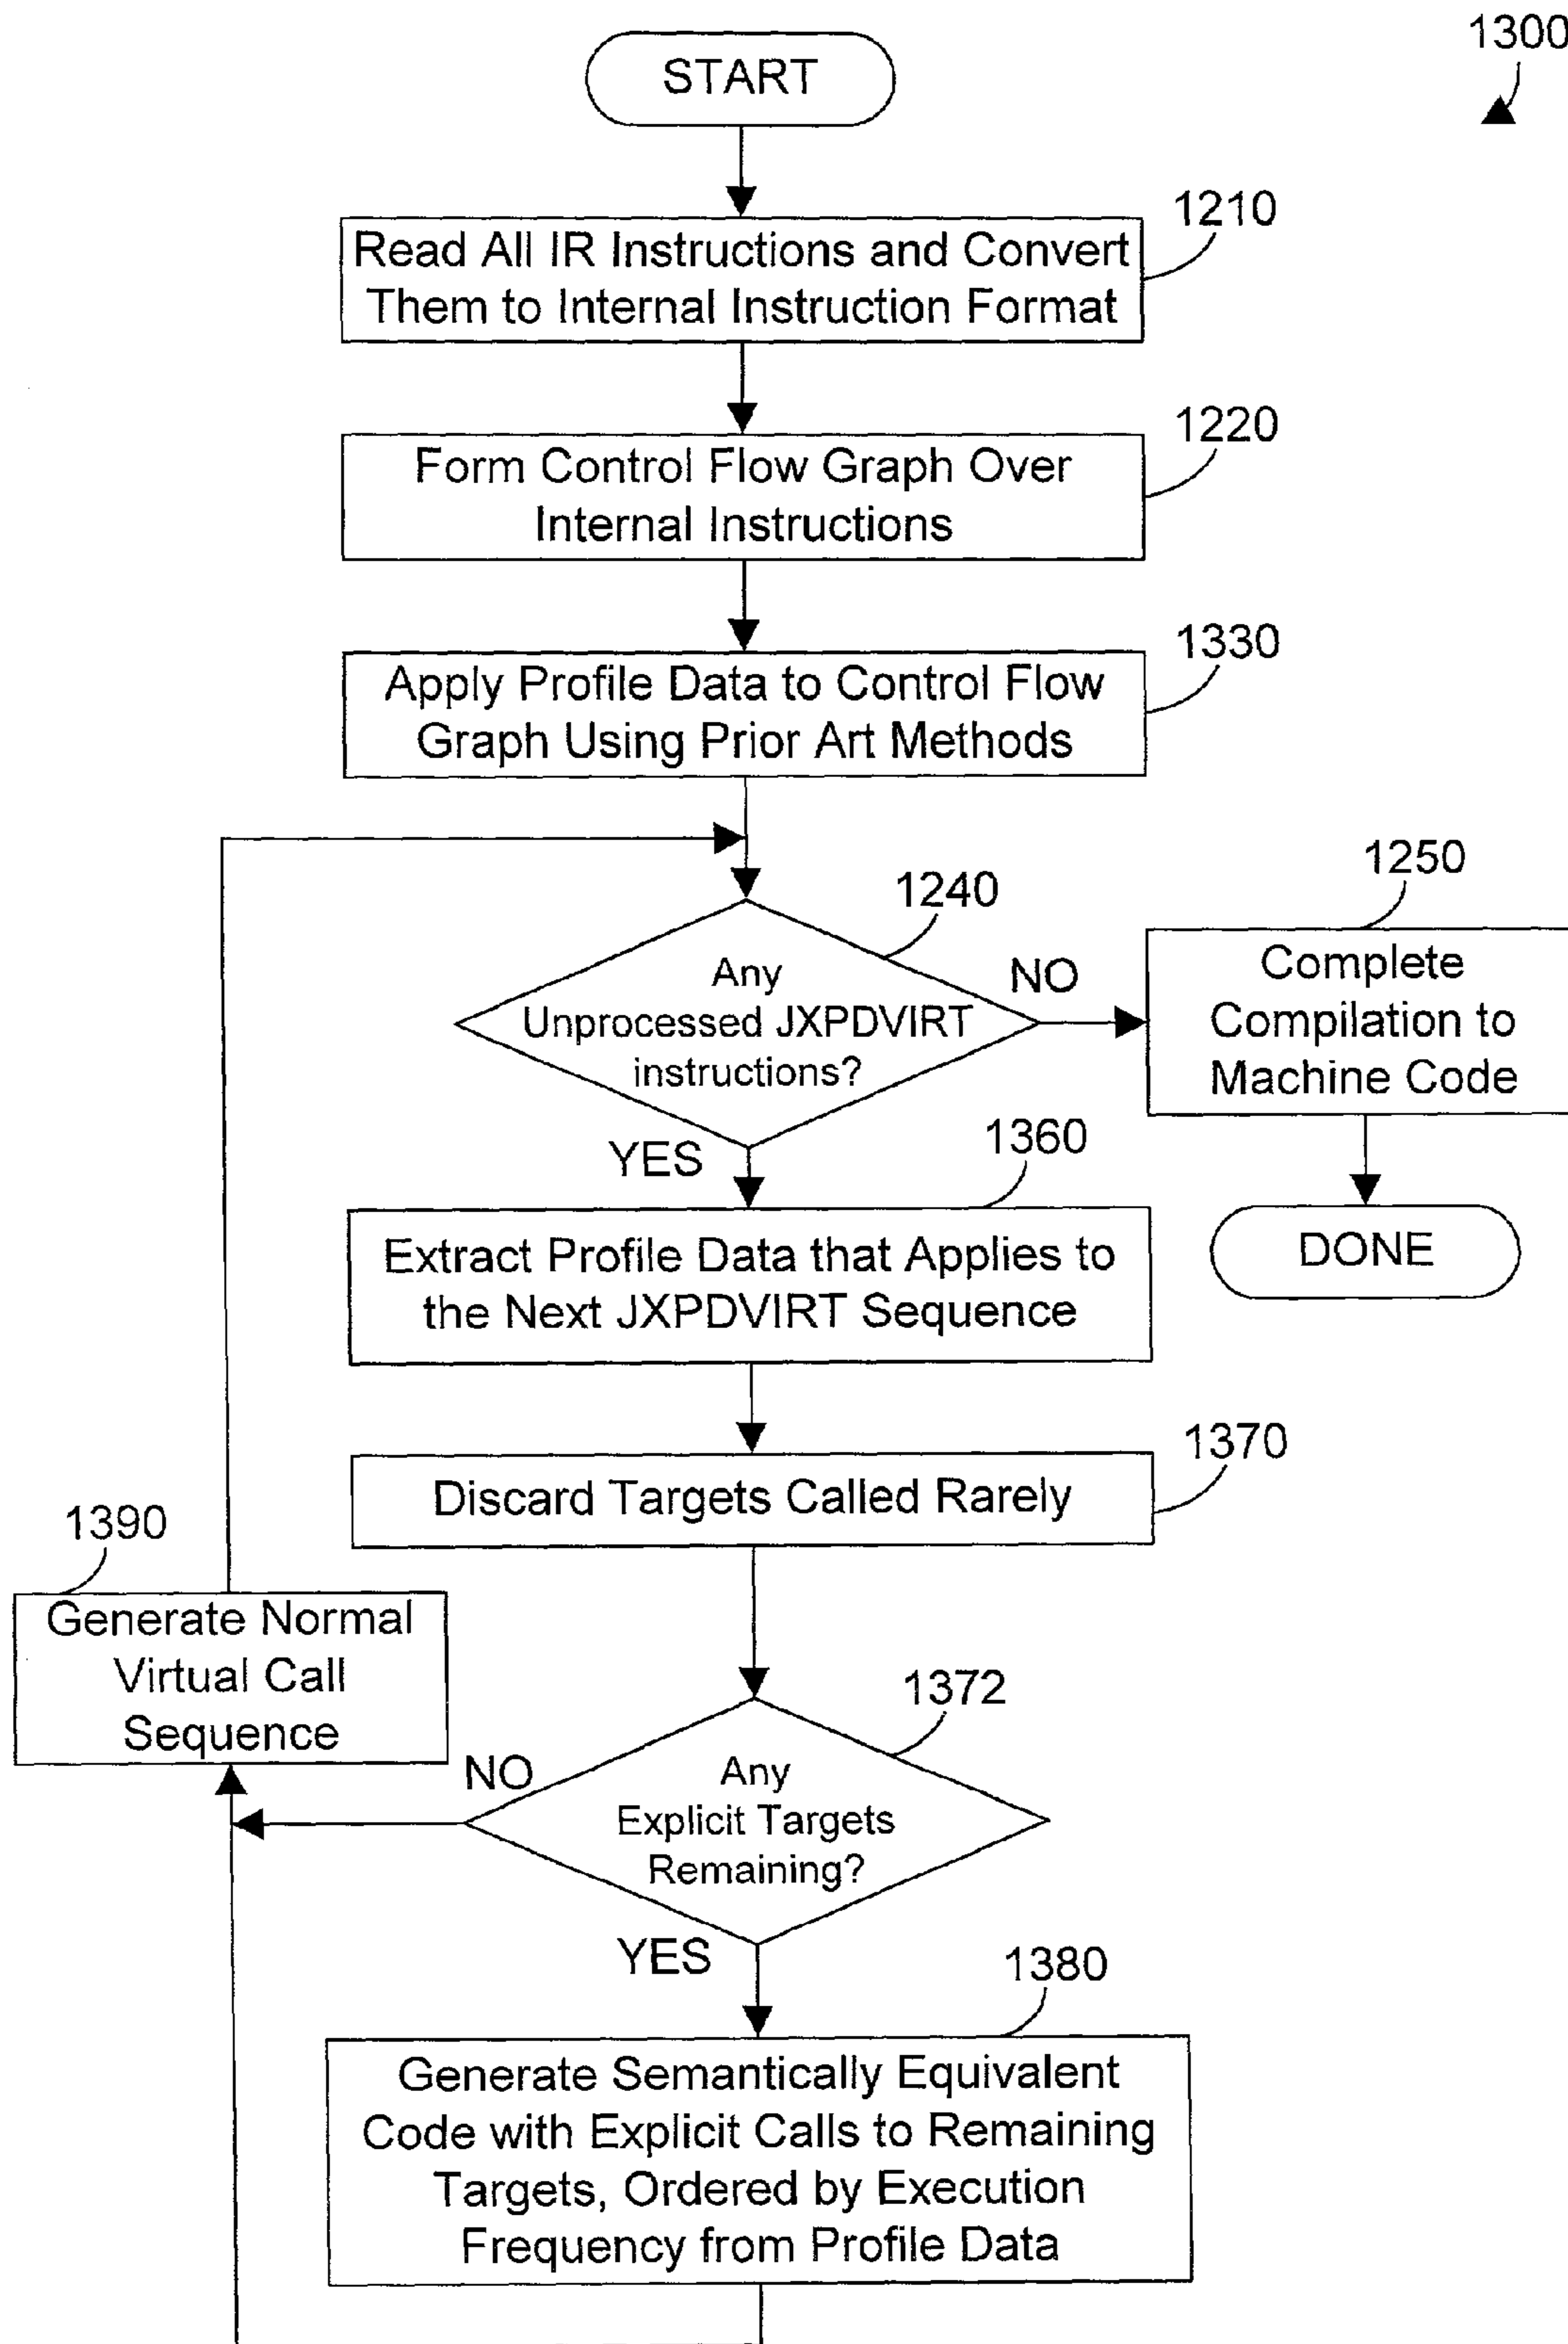 1300
START
1210
Read All IR Instructions and Convert
Them to Internal Instruction Format
1220
Form Control Flow Graph Over
Internal Instructions
1330
Apply Profile Data to Control Flow
Graph Using Prior Art Methods
1240
Any
Unprocessed JXPDVIRT
instructions?
NO
1250
Complete
Compilation to
Machine Code
YES
DONE
1360
Extract Profile Data that Applies to
the Next JXPDVIRT Sequence
1370
Discard Targets Called Rarely
1390
Generate Normal
Virtual Call
Sequence
1372
Any
Explicit Targets
Remaining?
NO
YES
1380
Generate Semantically Equivalent
Code with Explicit Calls to Remaining
Targets, Ordered by Execution
Frequency from Profile Data